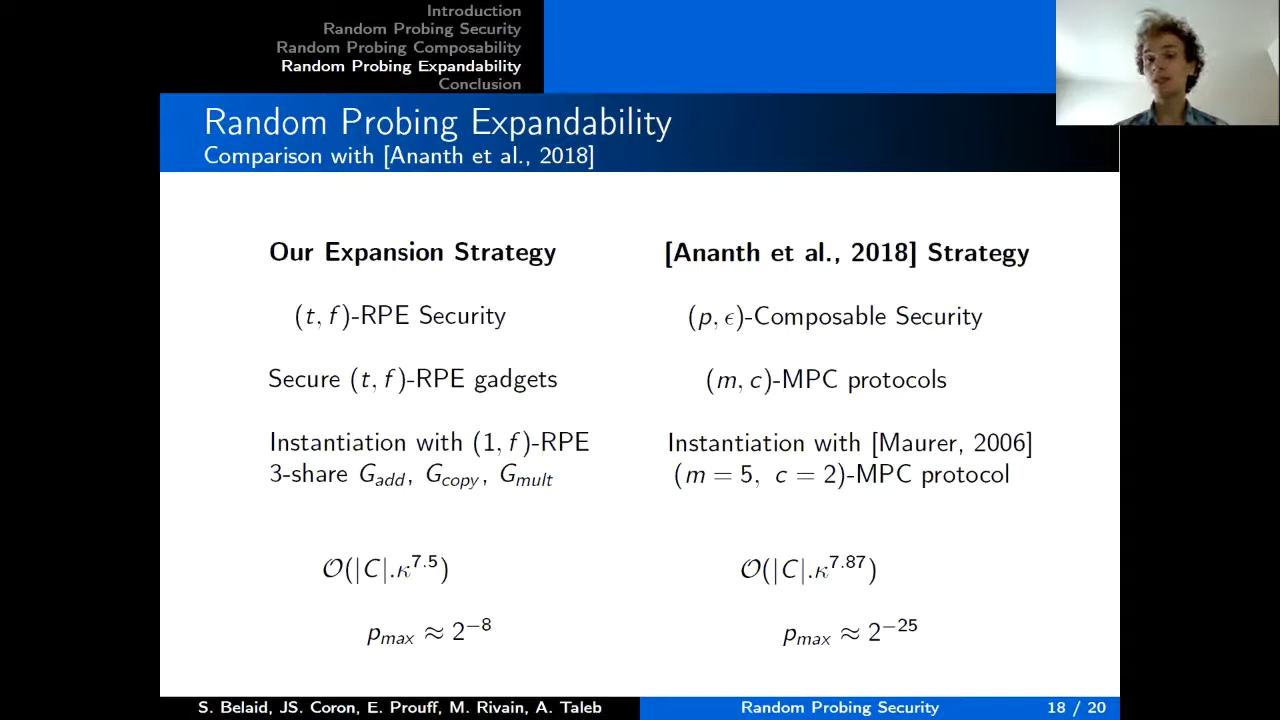 Introduction
Random Probing Security
Random Probing Composability
Random Probing Expandability
Conclusion
Random Probing Expandability
Comparison with [Ananth et al., 2018]
Our Expansion Strategy
(t, f)-RPE Security
Secure (t, f)-RPE gadgets
Instantiation with (1, f)-RPE
3-share G_add, G_copy, G_mult
O(|C|.κ^7.5)
p_max ≈ 2^−8
[Ananth et al., 2018] Strategy
(p, ϵ)-Composable Security
(m, c)-MPC protocols
Instantiation with [Maurer, 2006]
(m = 5, c = 2)-MPC protocol
O(|C|.κ^7.87)
p_max ≈ 2^−25
S. Belaid, JS. Coron, E. Prouff, M. Rivain, A. Taleb
Random Probing Security
18 / 20